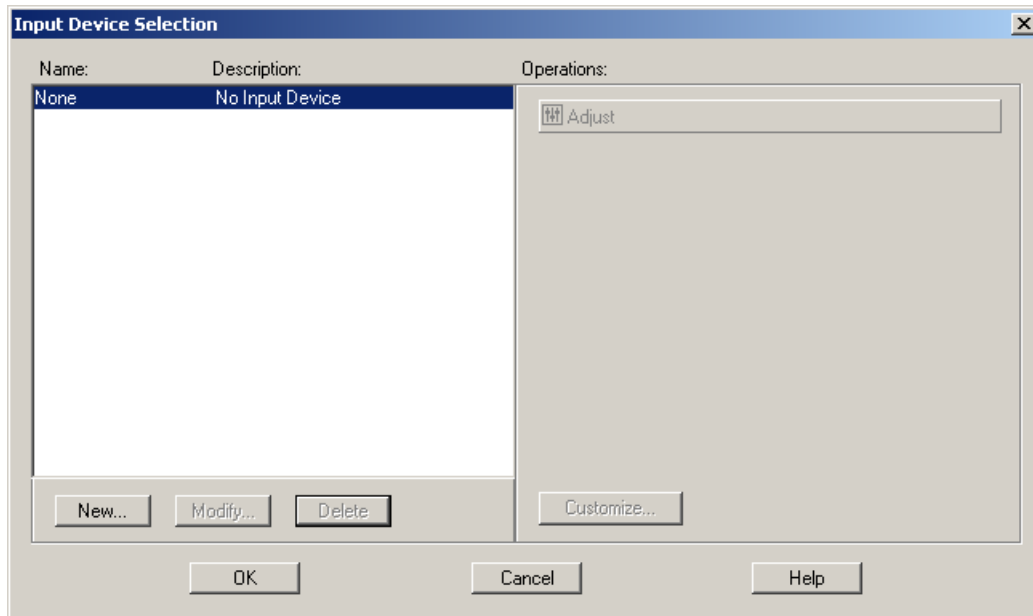 Input Device Selection
Name: Description: Operations:
None No Input Device
Adjust
New... Modify... Delete
Customize...
OK Cancel Help